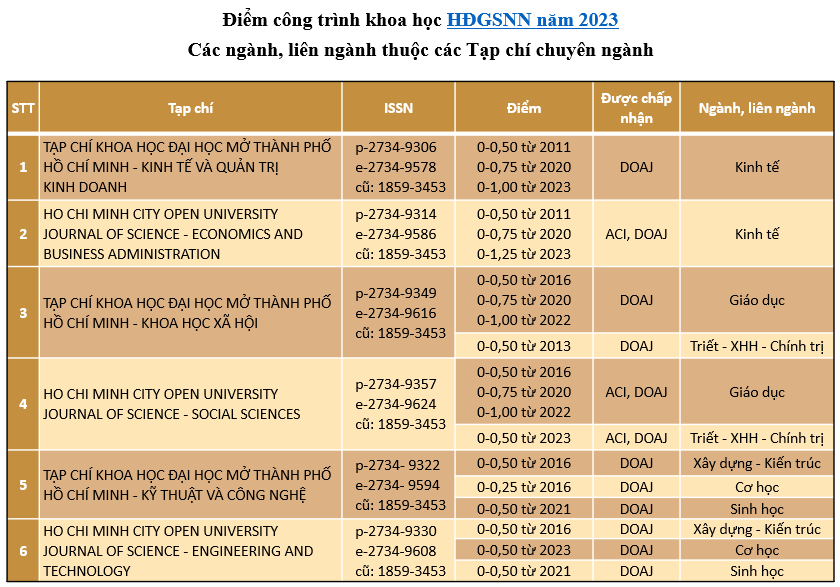 Điểm công trình khoa học HĐGSNN năm 2023
Các ngành, liên ngành thuộc các Tạp chí chuyên ngành
STT Tạp chí ISSN Điểm Được chấp nhận Ngành, liên ngành
1
TẠP CHÍ KHOA HỌC ĐẠI HỌC MỞ THÀNH PHỐ
HỒ CHÍ MINH - KINH TẾ VÀ QUẢN TRỊ
KINH DOANH
p-2734-9306
e-2734-9578
cũ: 1859-3453
0-0,50 từ 2011
0-0,75 từ 2020
0-1,00 từ 2023
DOAJ
Kinh tế
2
HO CHI MINH CITY OPEN UNIVERSITY
JOURNAL OF SCIENCE - ECONOMICS AND
BUSINESS ADMINISTRATION
p-2734-9314
e-2734-9586
cũ: 1859-3453
0-0,50 từ 2011
0-0,75 từ 2020
0-1,25 từ 2023
ACI, DOAJ
Kinh tế
3
TẠP CHÍ KHOA HỌC ĐẠI HỌC MỞ THÀNH PHỐ
HỒ CHÍ MINH - KHOA HỌC XÃ HỘI
p-2734-9349
e-2734-9616
cũ: 1859-3453
0-0,50 từ 2016
0-0,75 từ 2020
0-1,00 từ 2022
DOAJ
Giáo dục
0-0,50 từ 2013
DOAJ
Triết - XHH - Chính trị
4
HO CHI MINH CITY OPEN UNIVERSITY
JOURNAL OF SCIENCE - SOCIAL SCIENCES
p-2734-9357
e-2734-9624
cũ: 1859-3453
0-0,50 từ 2016
0-0,75 từ 2020
0-1,00 từ 2022
ACI, DOAJ
Giáo dục
0-0,50 từ 2023
ACI, DOAJ
Triết - XHH - Chính trị
5
TẠP CHÍ KHOA HỌC ĐẠI HỌC MỞ THÀNH PHỐ
HỒ CHÍ MINH - KỸ THUẬT VÀ CÔNG NGHỆ
p-2734- 9322
e-2734- 9594
cũ: 1859-3453
0-0,50 từ 2016
DOAJ
Xây dựng - Kiến trúc
0-0,25 từ 2016
DOAJ
Cơ học
0-0,50 từ 2021
DOAJ
Sinh học
6
HO CHI MINH CITY OPEN UNIVERSITY
JOURNAL OF SCIENCE - ENGINEERING AND
TECHNOLOGY
p-2734-9330
e-2734-9608
cũ: 1859-3453
0-0,50 từ 2016
DOAJ
Xây dựng - Kiến trúc
0-0,50 từ 2023
DOAJ
Cơ học
0-0,50 từ 2021
DOAJ
Sinh học